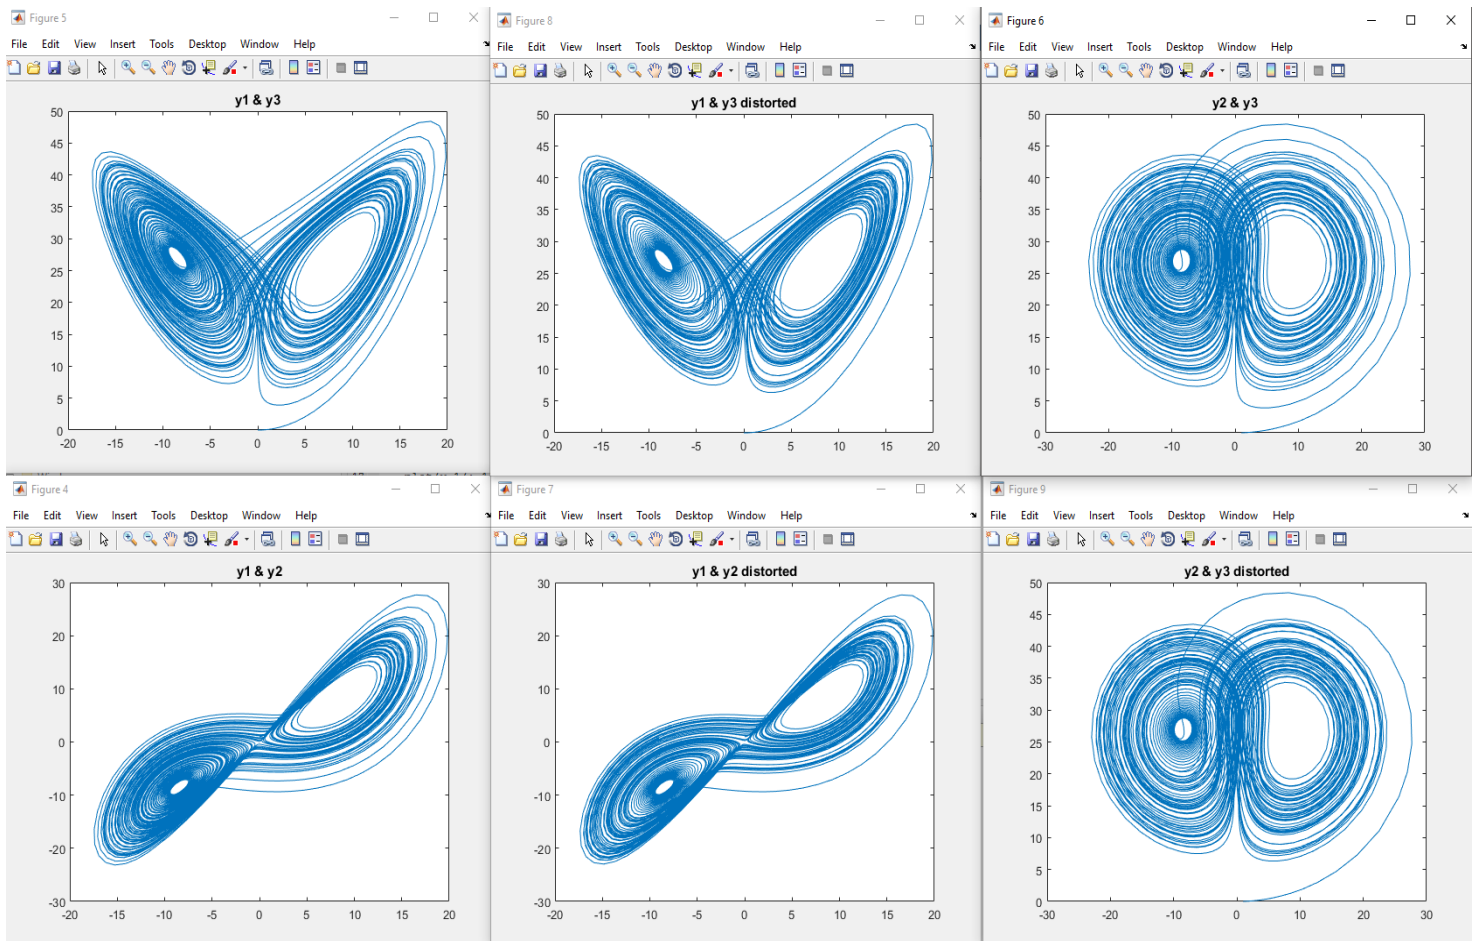 Figure 5
File Edit View Insert Tools Desktop Window Help
y1 & y3
50
45
40
35
30
25
20
15
10
5
0
-20 -15 -10 -5 0 5 10 15 20
Figure 8
File Edit View Insert Tools Desktop Window Help
y1 & y3 distorted
50
45
40
35
30
25
20
15
10
5
0
-20 -15 -10 -5 0 5 10 15 20
Figure 6
File Edit View Insert Tools Desktop Window Help
y2 & y3
50
45
40
35
30
25
20
15
10
5
0
-30 -20 -10 0 10 20 30
Figure 4
File Edit View Insert Tools Desktop Window Help
y1 & y2
30
20
10
0
-10
-20
-30
-20 -15 -10 -5 0 5 10 15 20
Figure 7
File Edit View Insert Tools Desktop Window Help
y1 & y2 distorted
30
20
10
0
-10
-20
-30
-20 -15 -10 -5 0 5 10 15 20
Figure 9
File Edit View Insert Tools Desktop Window Help
y2 & y3 distorted
50
45
40
35
30
25
20
15
10
5
0
-30 -20 -10 0 10 20 30